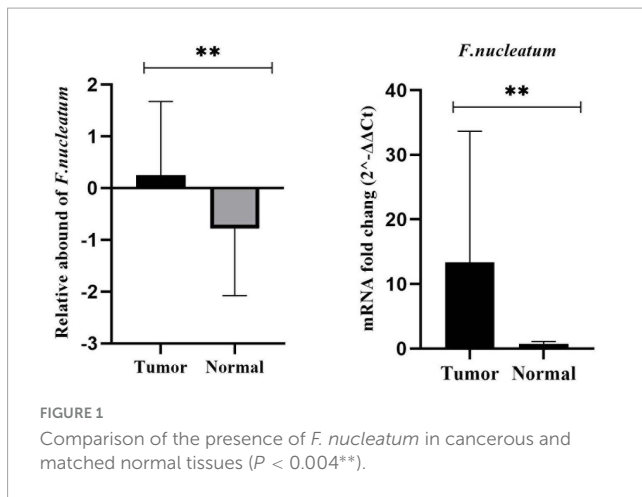 **
Relative abound of F.nucleatum
2
1
0
-1
-2
-3
Tumor Normal
F.nucleatum
**
mRNA fold chang (2^-ΔΔCt)
40
30
20
10
0
Tumor Normal
FIGURE 1
Comparison of the presence of F. nucleatum in cancerous and
matched normal tissues (P < 0.004**).